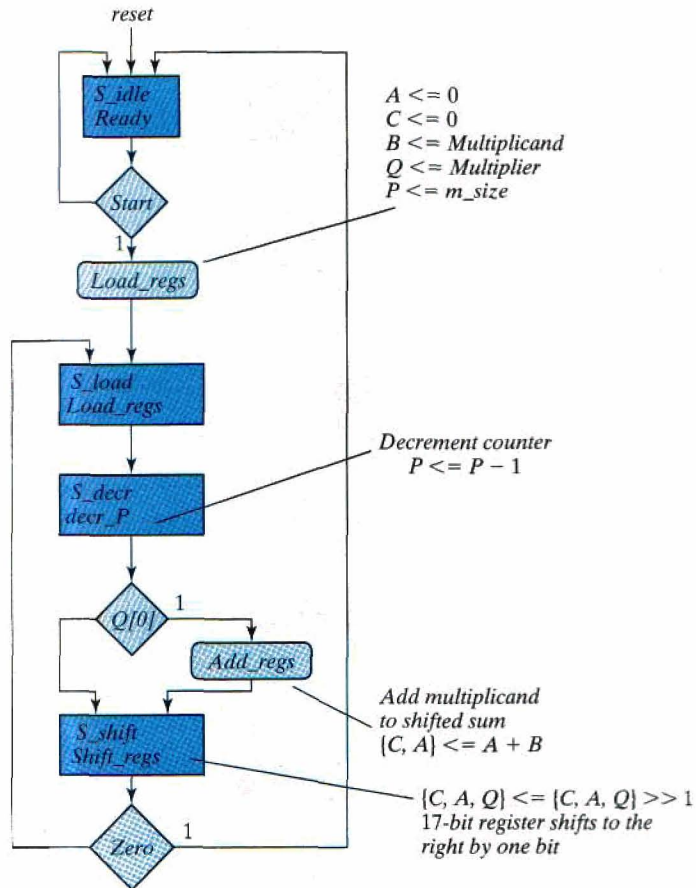 reset
S_idle
Ready
A <= 0
C <= 0
B <= Multiplicand
Q <= Multiplier
P <= m_size
Start
1
Load_regs
S_load
Load_regs
Decrement counter
P <= P − 1
S_decr
decr_P
Q[0]
1
Add_regs
Add multiplicand
to shifted sum
{C, A} <= A + B
S_shift
Shift_regs
{C, A, Q} <= {C, A, Q} >> 1
17-bit register shifts to the
right by one bit
Zero
1